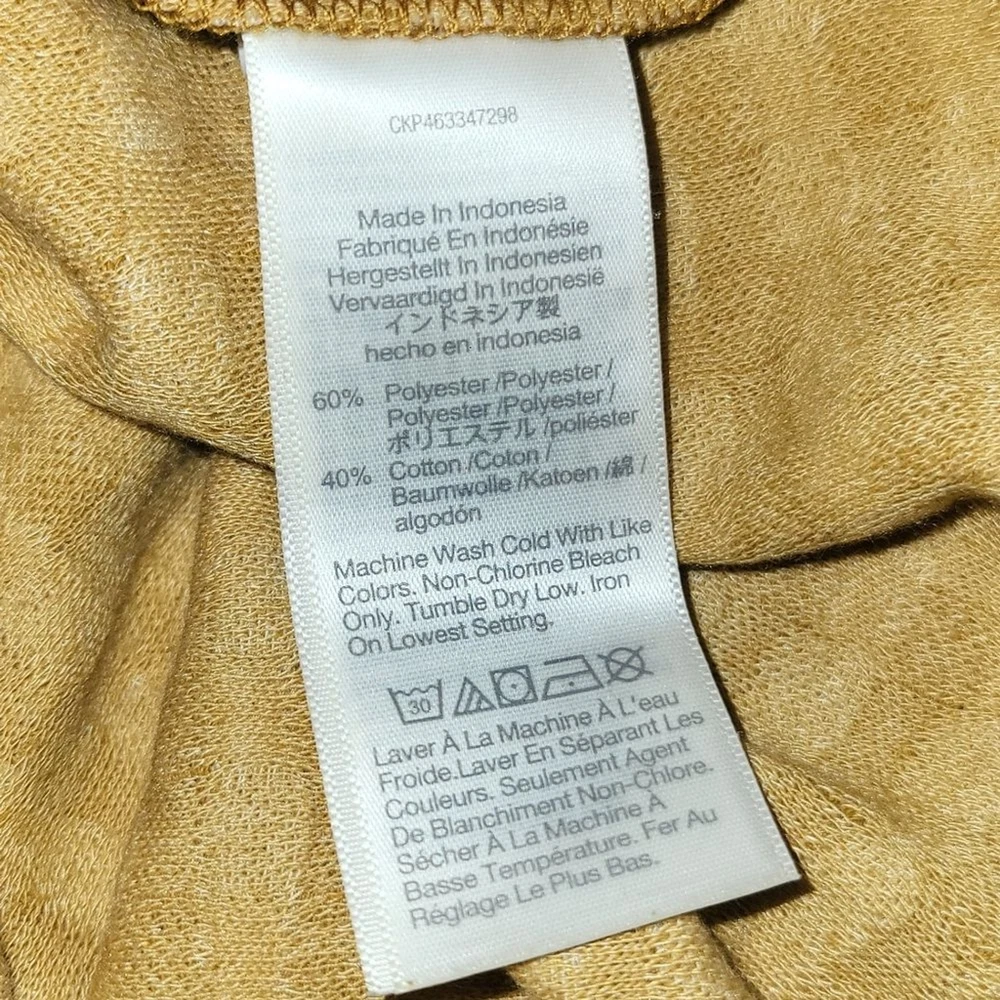 CKP463347298
Made In Indonesia
Fabriqué En Indonésie
Hergestellt In Indonesien
Vervaardigd In Indonesië
インドネシア製
hecho en indonesia
60% Polyester /Polyester /
Polyester /Polyester /
ポリエステル /poliéster
40% Cotton /Coton /
Baumwolle /Katoen /綿 /
algodón
Machine Wash Cold With Like
Colors. Non-Chlorine Bleach
Only. Tumble Dry Low. Iron
On Lowest Setting.
30
Laver À La Machine À L'eau
Froide.Laver En Séparant Les
Couleurs. Seulement Agent
De Blanchiment Non-Chlore.
Sécher À La Machine À
Basse Température. Fer Au
Réglage Le Plus Bas.